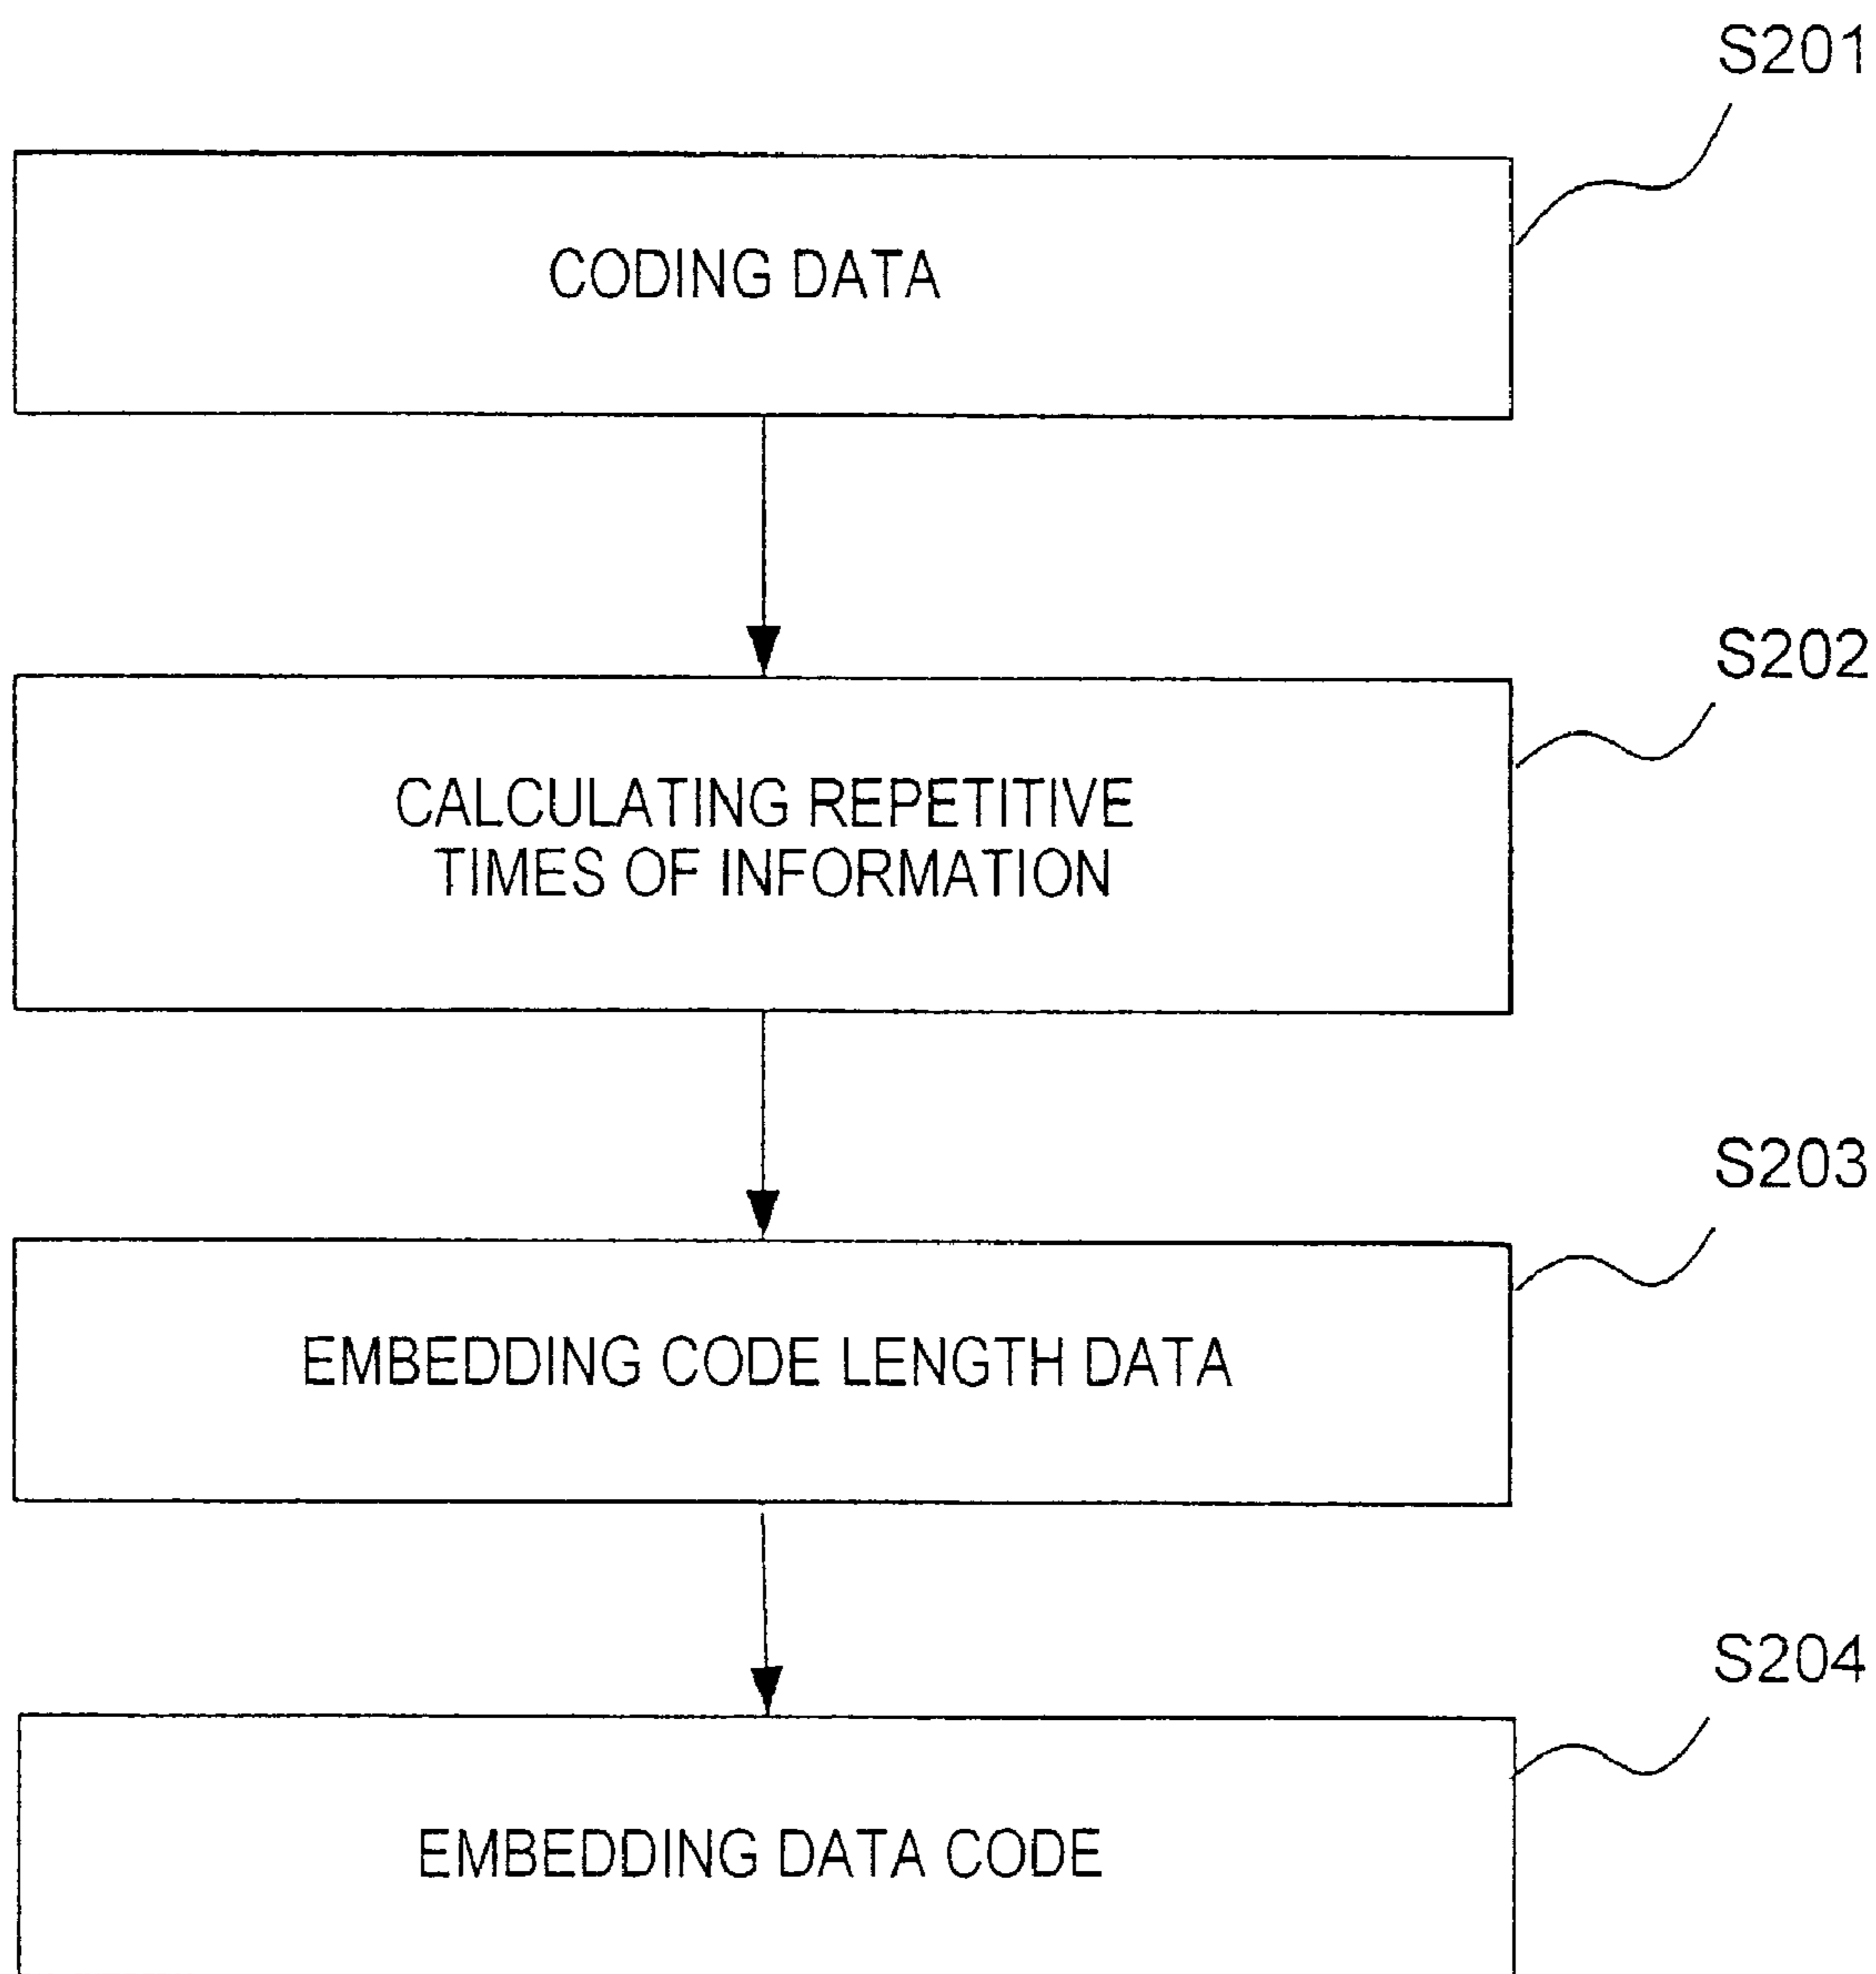 S201
CODING DATA
S202
CALCULATING REPETITIVE
TIMES OF INFORMATION
S203
EMBEDDING CODE LENGTH DATA
S204
EMBEDDING DATA CODE